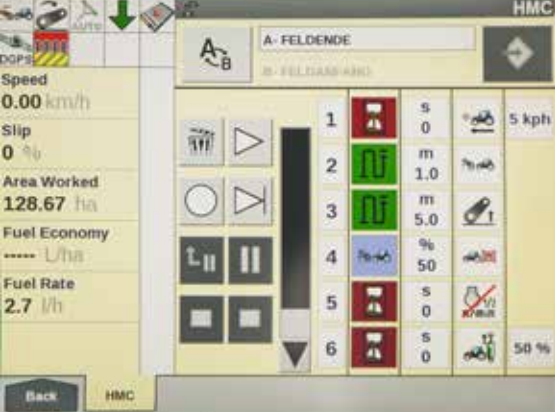 HMC
AUTO
DGPS
A
B
A- FELDENDE
B- FELDANFANG
Speed
0.00 km/h
Slip
0 %
Area Worked
128.67 ha
Fuel Economy
----- L/ha
Fuel Rate
2.7 l/h
1 s 0 5 kph
2 m 1.0
3 m 5.0
4 % 50
5 s 0
6 s 0 50 %
Back HMC